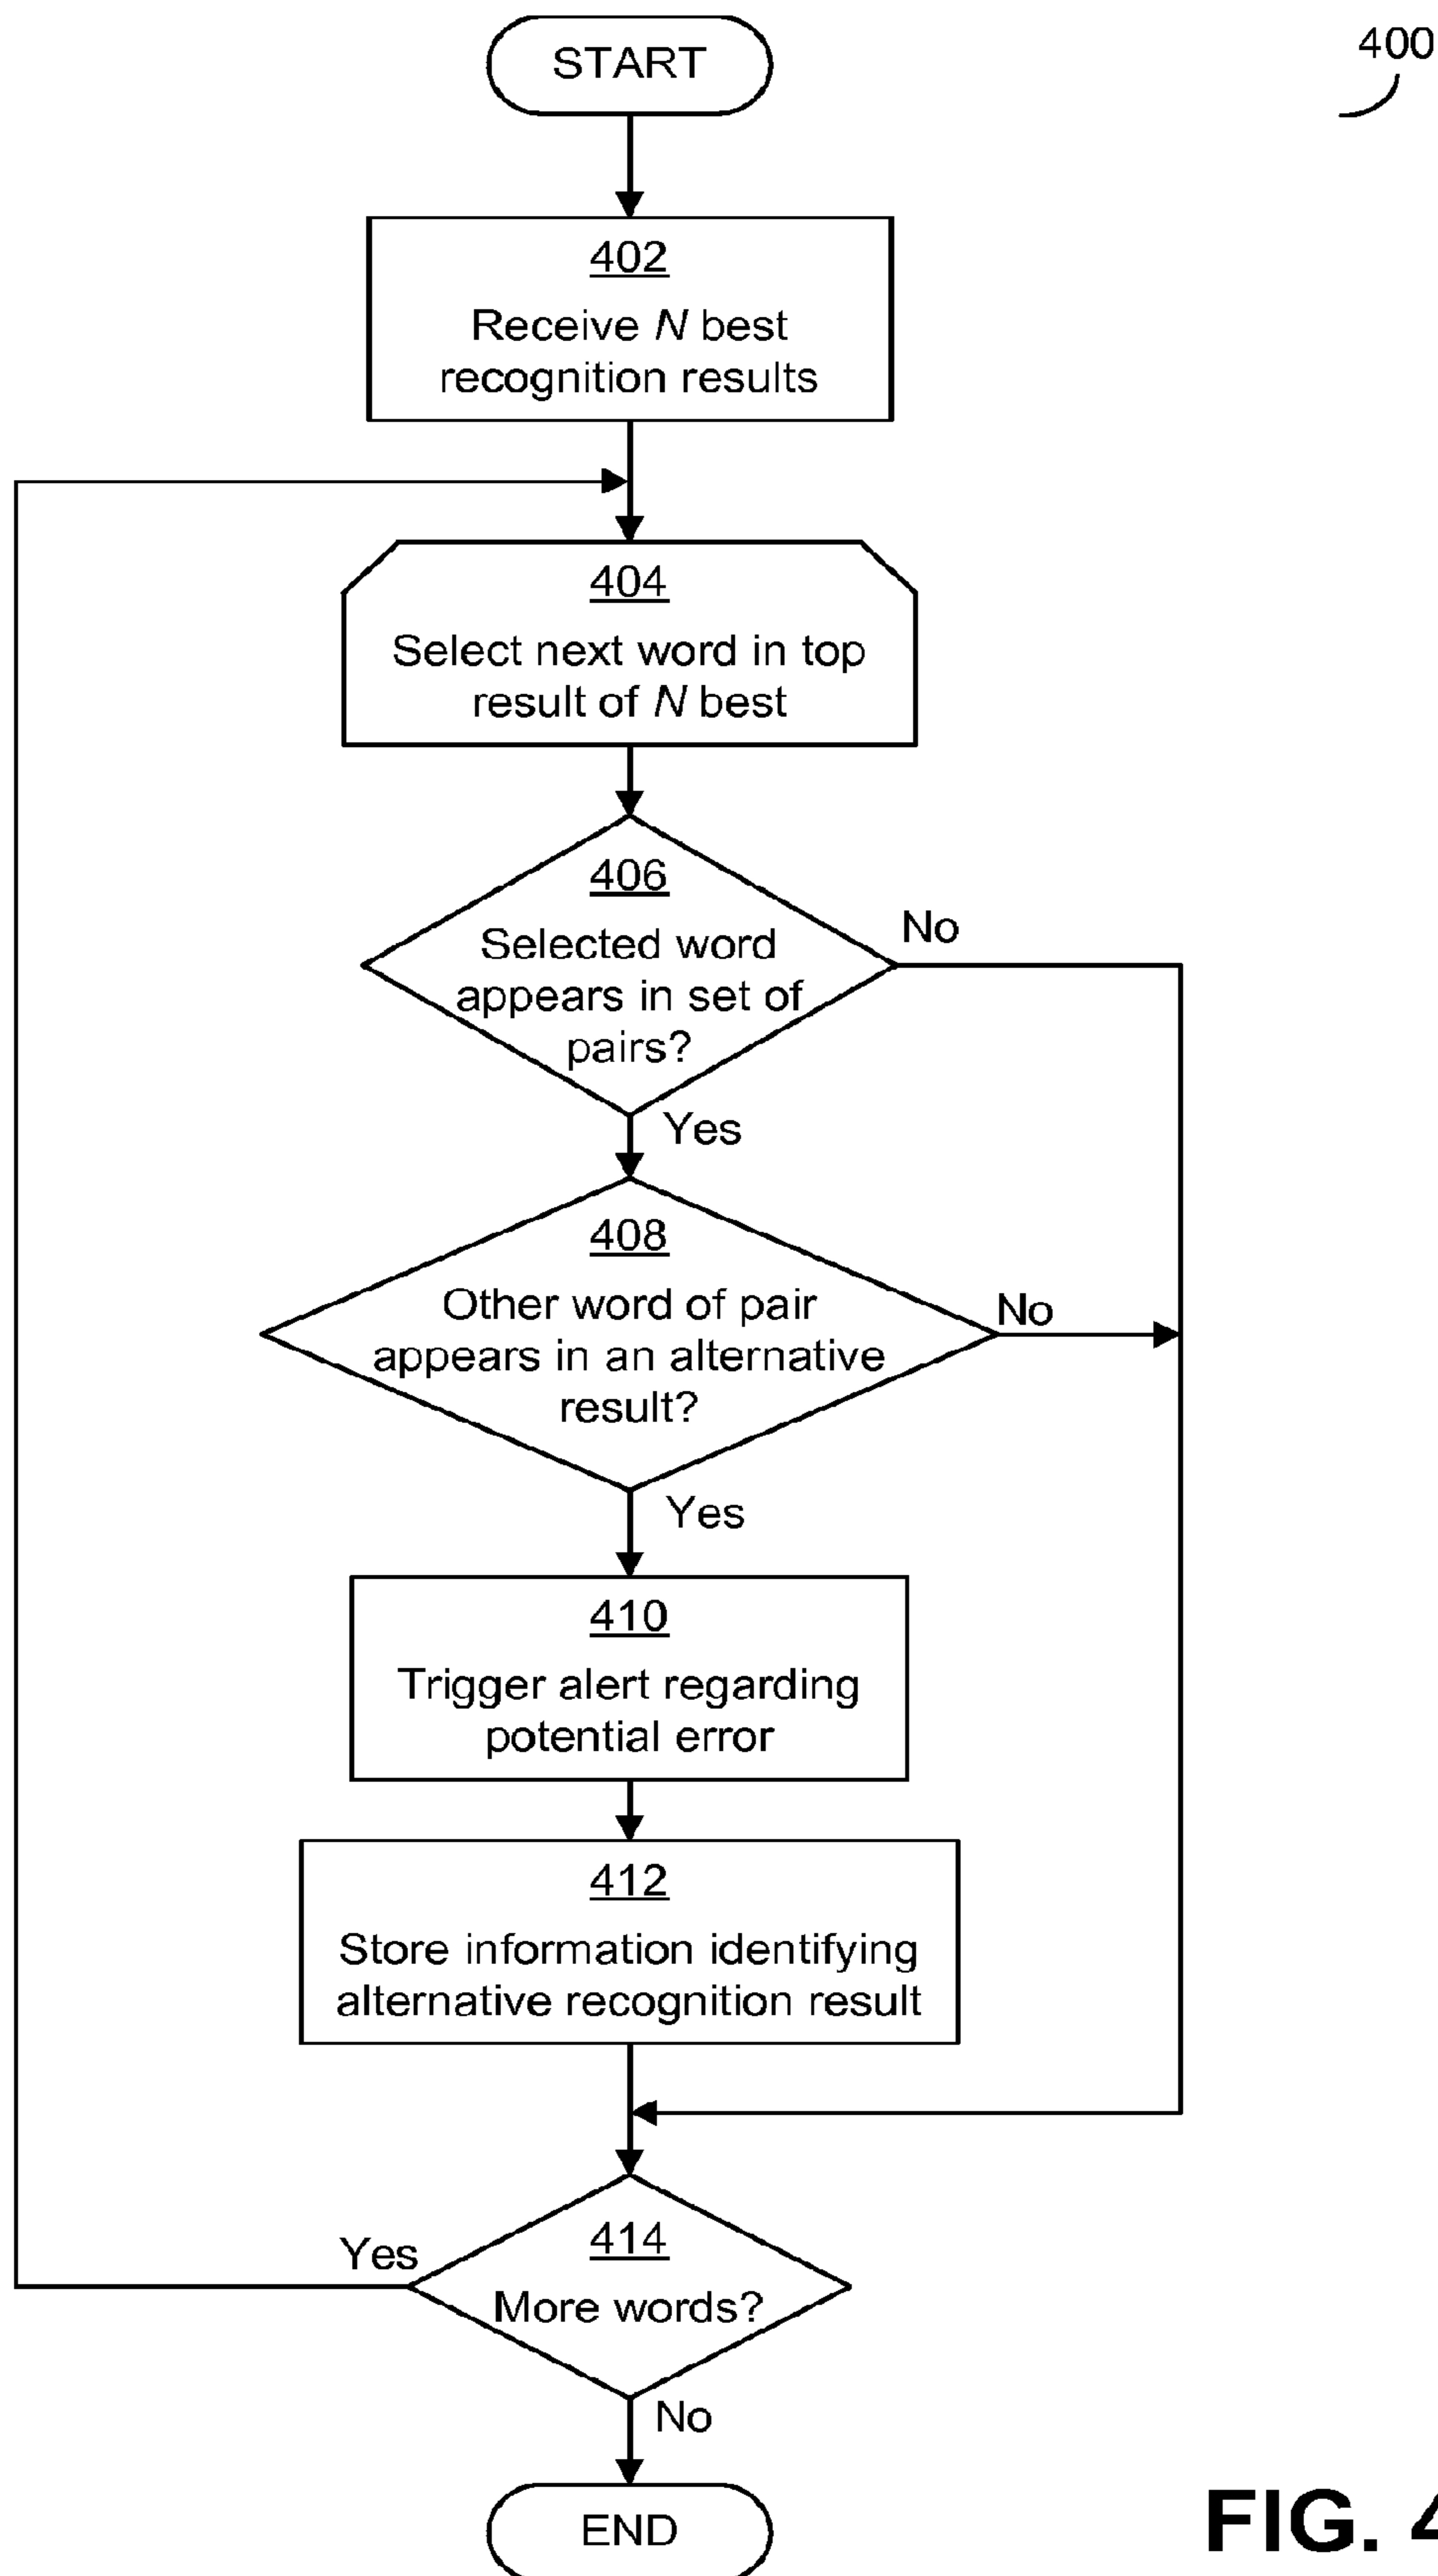 START
400
402
Receive N best
recognition results
404
Select next word in top
result of N best
406
Selected word
appears in set of
pairs?
No
Yes
408
Other word of pair
appears in an alternative
result?
No
Yes
410
Trigger alert regarding
potential error
412
Store information identifying
alternative recognition result
414
More words?
Yes
No
END
FIG. 4